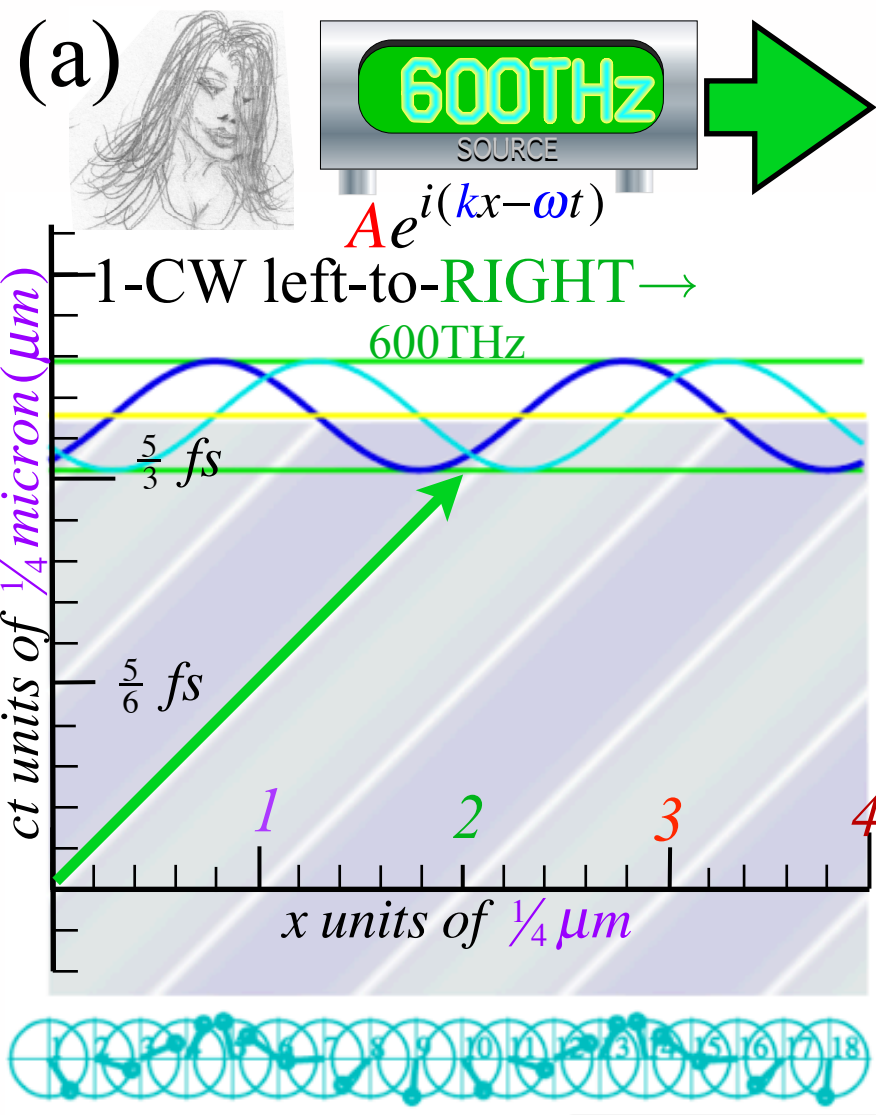 (a)
600THz
SOURCE
Ae^{i(kx−ωt)}
1-CW left-to-RIGHT→
600THz
5/3 fs
5/6 fs
ct units of ¼ micron (μm)
1 2 3 4
x units of ¼ μm
1 2 3 4 5 6 7 8 9 10 11 12 13 14 15 16 17 18